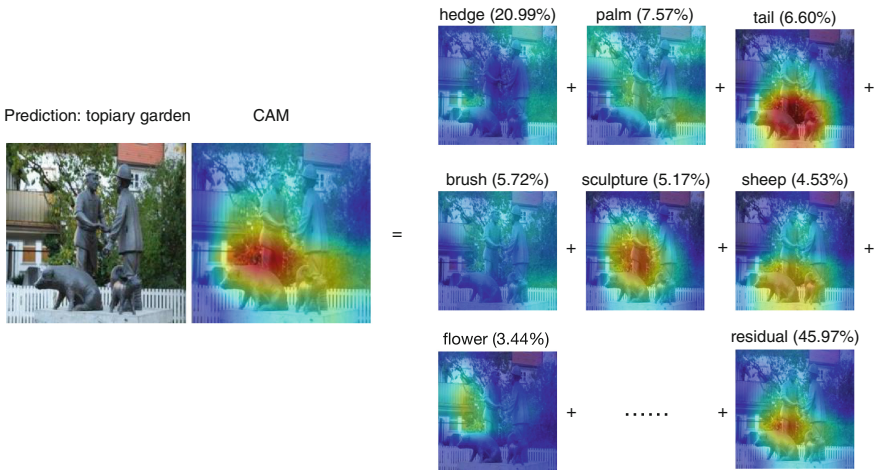 hedge (20.99%) palm (7.57%) tail (6.60%)
+ + +
Prediction: topiary garden CAM
brush (5.72%) sculpture (5.17%) sheep (4.53%)
= + + +
flower (3.44%) residual (45.97%)
+ ...... +